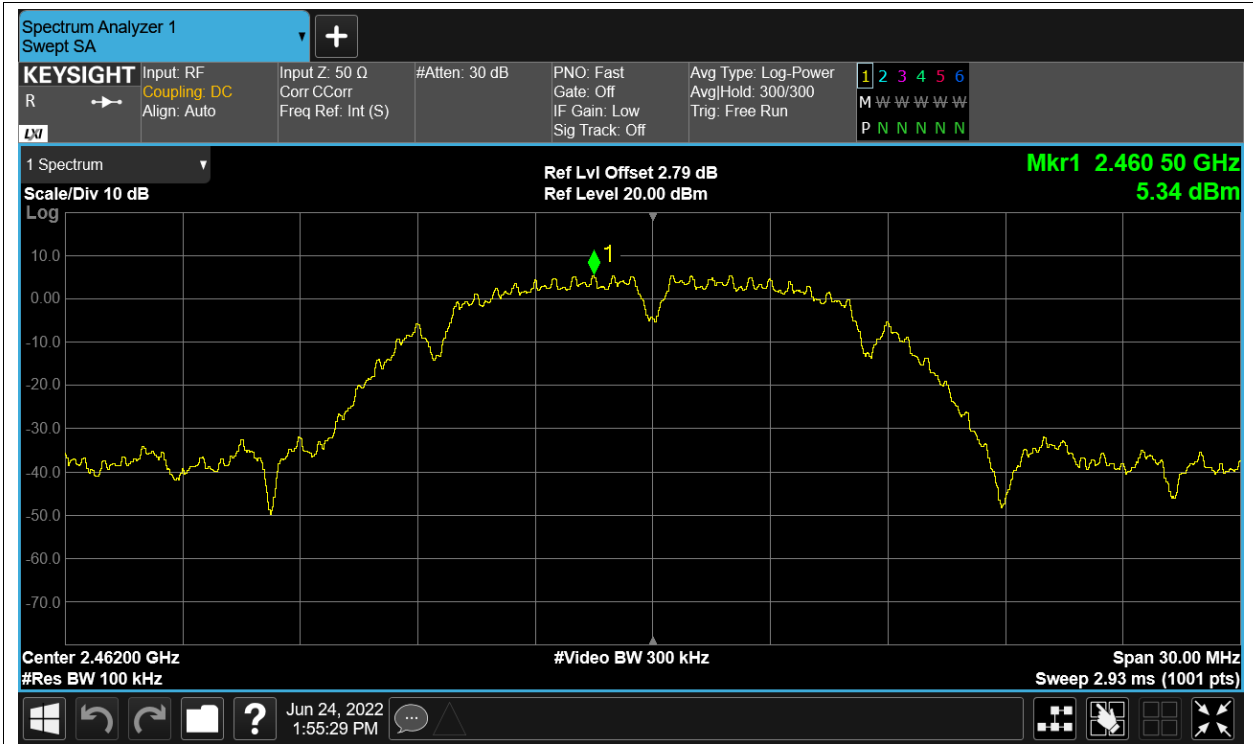 Spectrum Analyzer 1
Swept SA
KEYSIGHT
R
LXI
Input: RF
Coupling: DC
Align: Auto
Input Z: 50 Ω
Corr CCorr
Freq Ref: Int (S)
#Atten: 30 dB
PNO: Fast
Gate: Off
IF Gain: Low
Sig Track: Off
Avg Type: Log-Power
Avg|Hold: 300/300
Trig: Free Run
1 2 3 4 5 6
M W W W W W
P N N N N N
1 Spectrum
Scale/Div 10 dB
Log
Ref Lvl Offset 2.79 dB
Ref Level 20.00 dBm
Mkr1 2.460 50 GHz
5.34 dBm
1
10.0
0.00
-10.0
-20.0
-30.0
-40.0
-50.0
-60.0
-70.0
Center 2.46200 GHz
#Res BW 100 kHz
#Video BW 300 kHz
Span 30.00 MHz
Sweep 2.93 ms (1001 pts)
?
Jun 24, 2022
1:55:29 PM